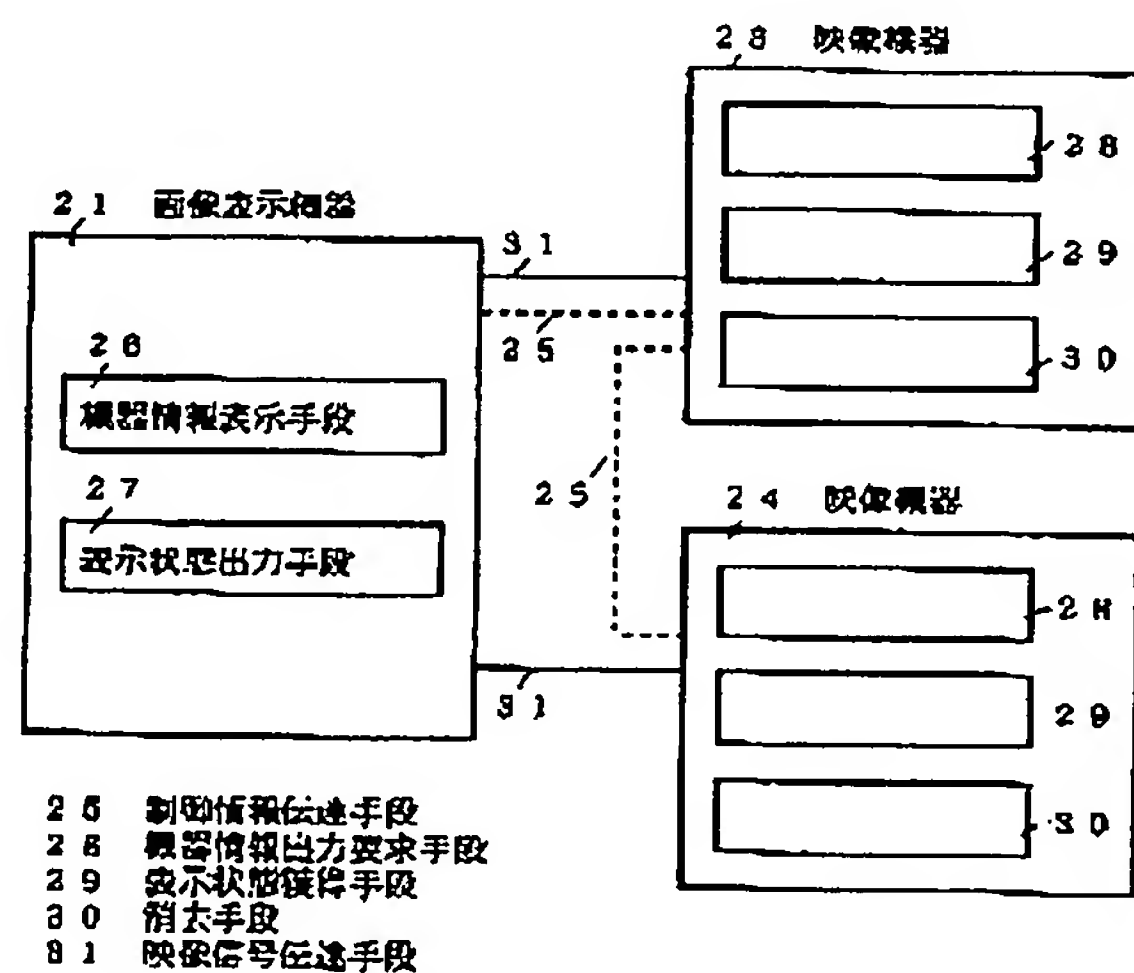 23 映像機器
28
21 画像表示機器
31
29
25
26
30
機器情報表示手段
25
27
24 映像機器
表示状態出力手段
28
31
29
30
25 制御情報伝達手段
28 機器情報出力要求手段
29 表示状態獲得手段
30 消去手段
31 映像信号伝達手段